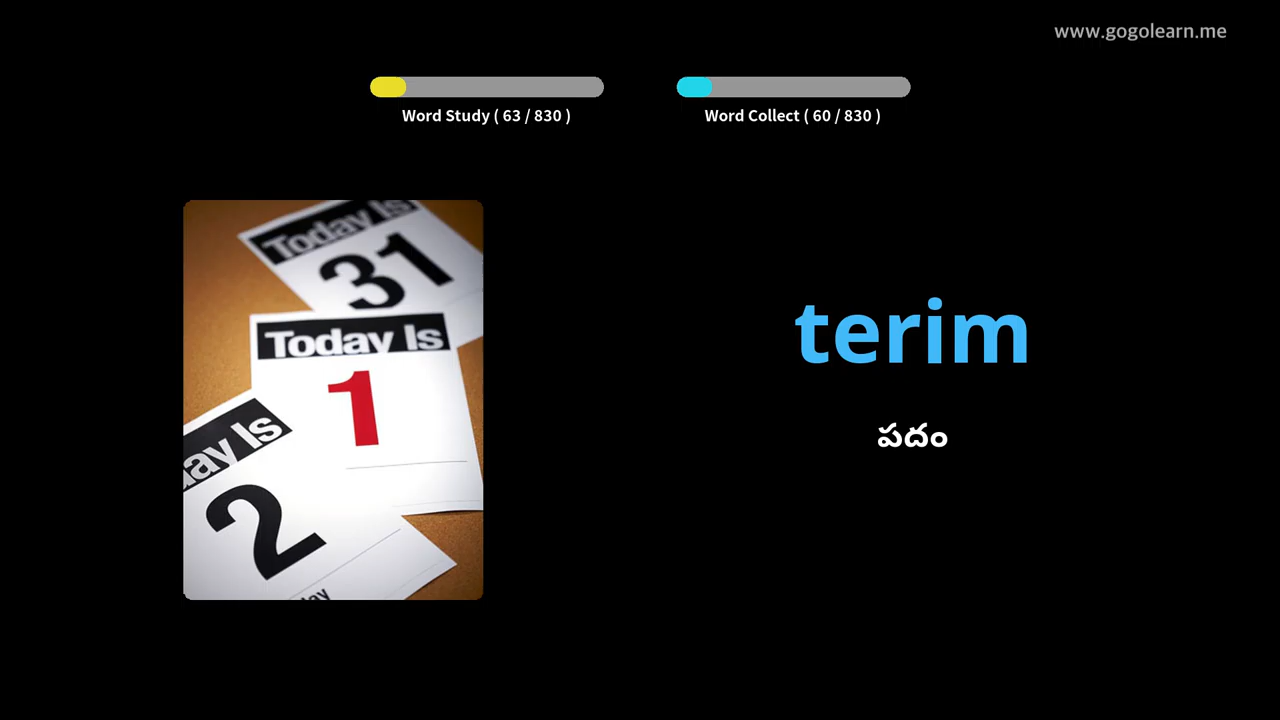 www.gogolearn.me
Word Study ( 63 / 830 )
Word Collect ( 60 / 830 )
Today Is
31
Today Is
1
ay Is
2
terim
పదం